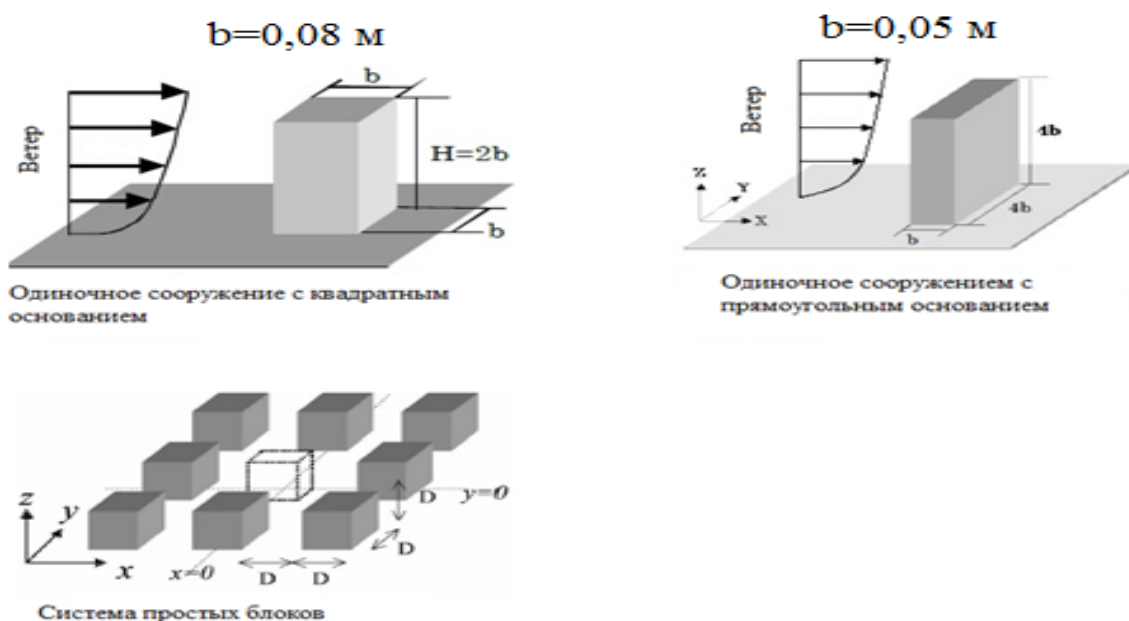 b=0,08 м
b
Ветер
H=2b
b
Одиночное сооружение с квадратным
основанием
b=0,05 м
Ветер
4b
Z
Y
X
4b
b
Одиночное сооружением с
прямоугольным основанием
z
y
x
x=0
y=0
D
D
D
D
Система простых блоков